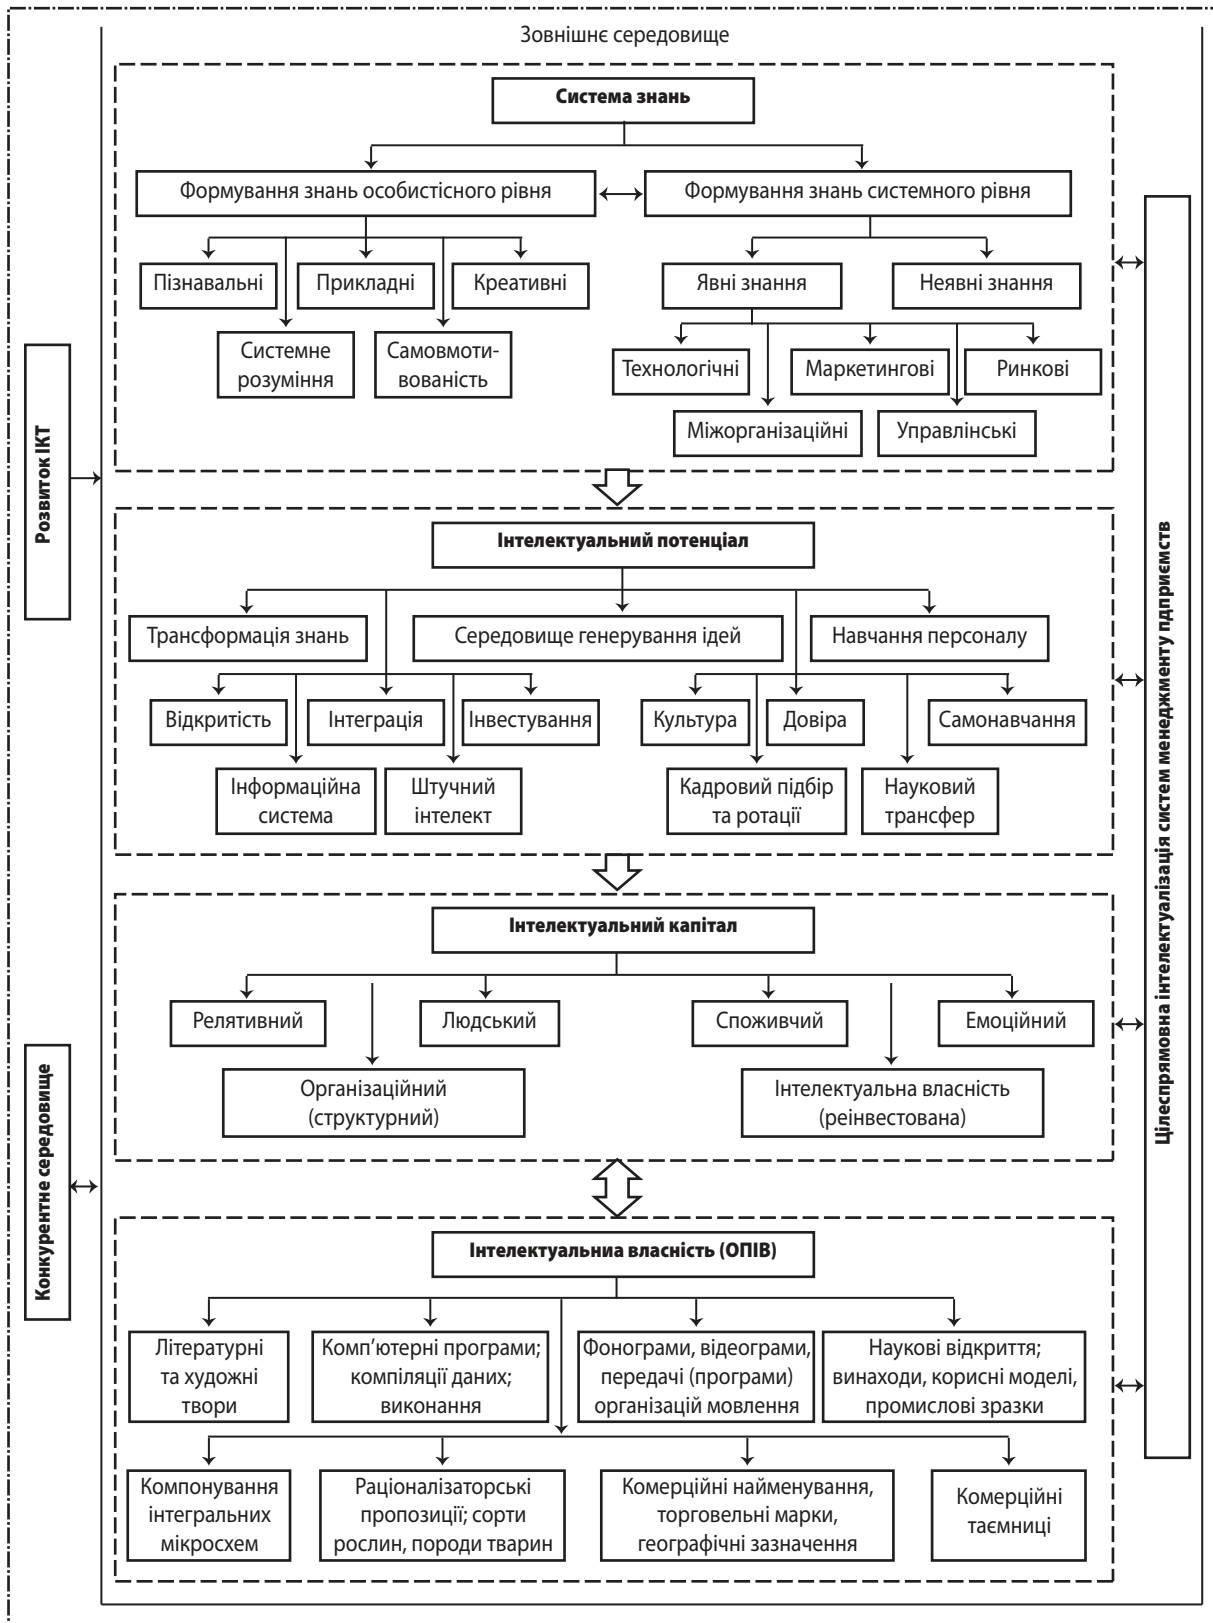 Зовнішнє середовище
Система знань
Формування знань особистісного рівня
Формування знань системного рівня
Пізнавальні
Прикладні
Креативні
Явні знання
Неявні знання
Системне
розуміння
Самовмоти-
вованість
Технологічні
Маркетингові
Ринкові
Міжорганізаційні
Управлінські
Розвиток ІКТ
Інтелектуальний потенціал
Трансформація знань
Середовище генерування ідей
Навчання персоналу
Відкритість
Інтеграція
Інвестування
Культура
Довіра
Самонавчання
Інформаційна
система
Штучний
інтелект
Кадровий підбір
та ротації
Науковий
трансфер
Цілеспрямовна інтелектуалізація систем менеджменту пдприємств
Інтелектуальний капітал
Релятивний
Людський
Споживчий
Емоційний
Організаційний
(структурний)
Інтелектуальна власність
(реінвестована)
Конкурентне середовище
Інтелектуальниа власність (ОПІВ)
Літературні
та художні
твори
Комп’ютерні програми;
компіляції даних;
виконання
Фонограми, відеограми,
передачі (програми)
організацій мовлення
Наукові відкриття;
винаходи, корисні моделі,
промислові зразки
Компонування
інтегральних
мікросхем
Раціоналізаторські
пропозиції; сорти
рослин, породи тварин
Комерційні найменування,
торговельні марки,
географічні зазначення
Комерційні
таємниці